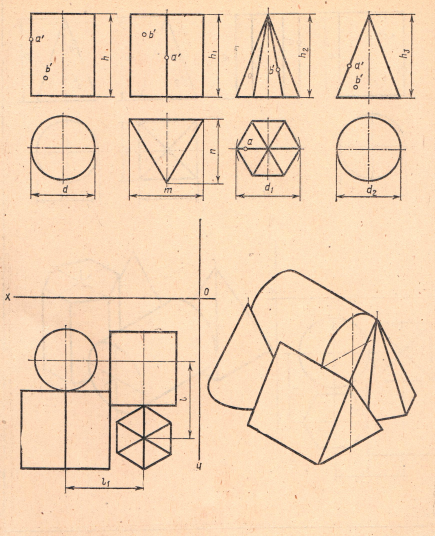 a'
b'
h
b'
a'
h₁
b'
h₂
a'
b'
h₃
d
m
n
a
d₁
d₂
x
0
l
l₁
y